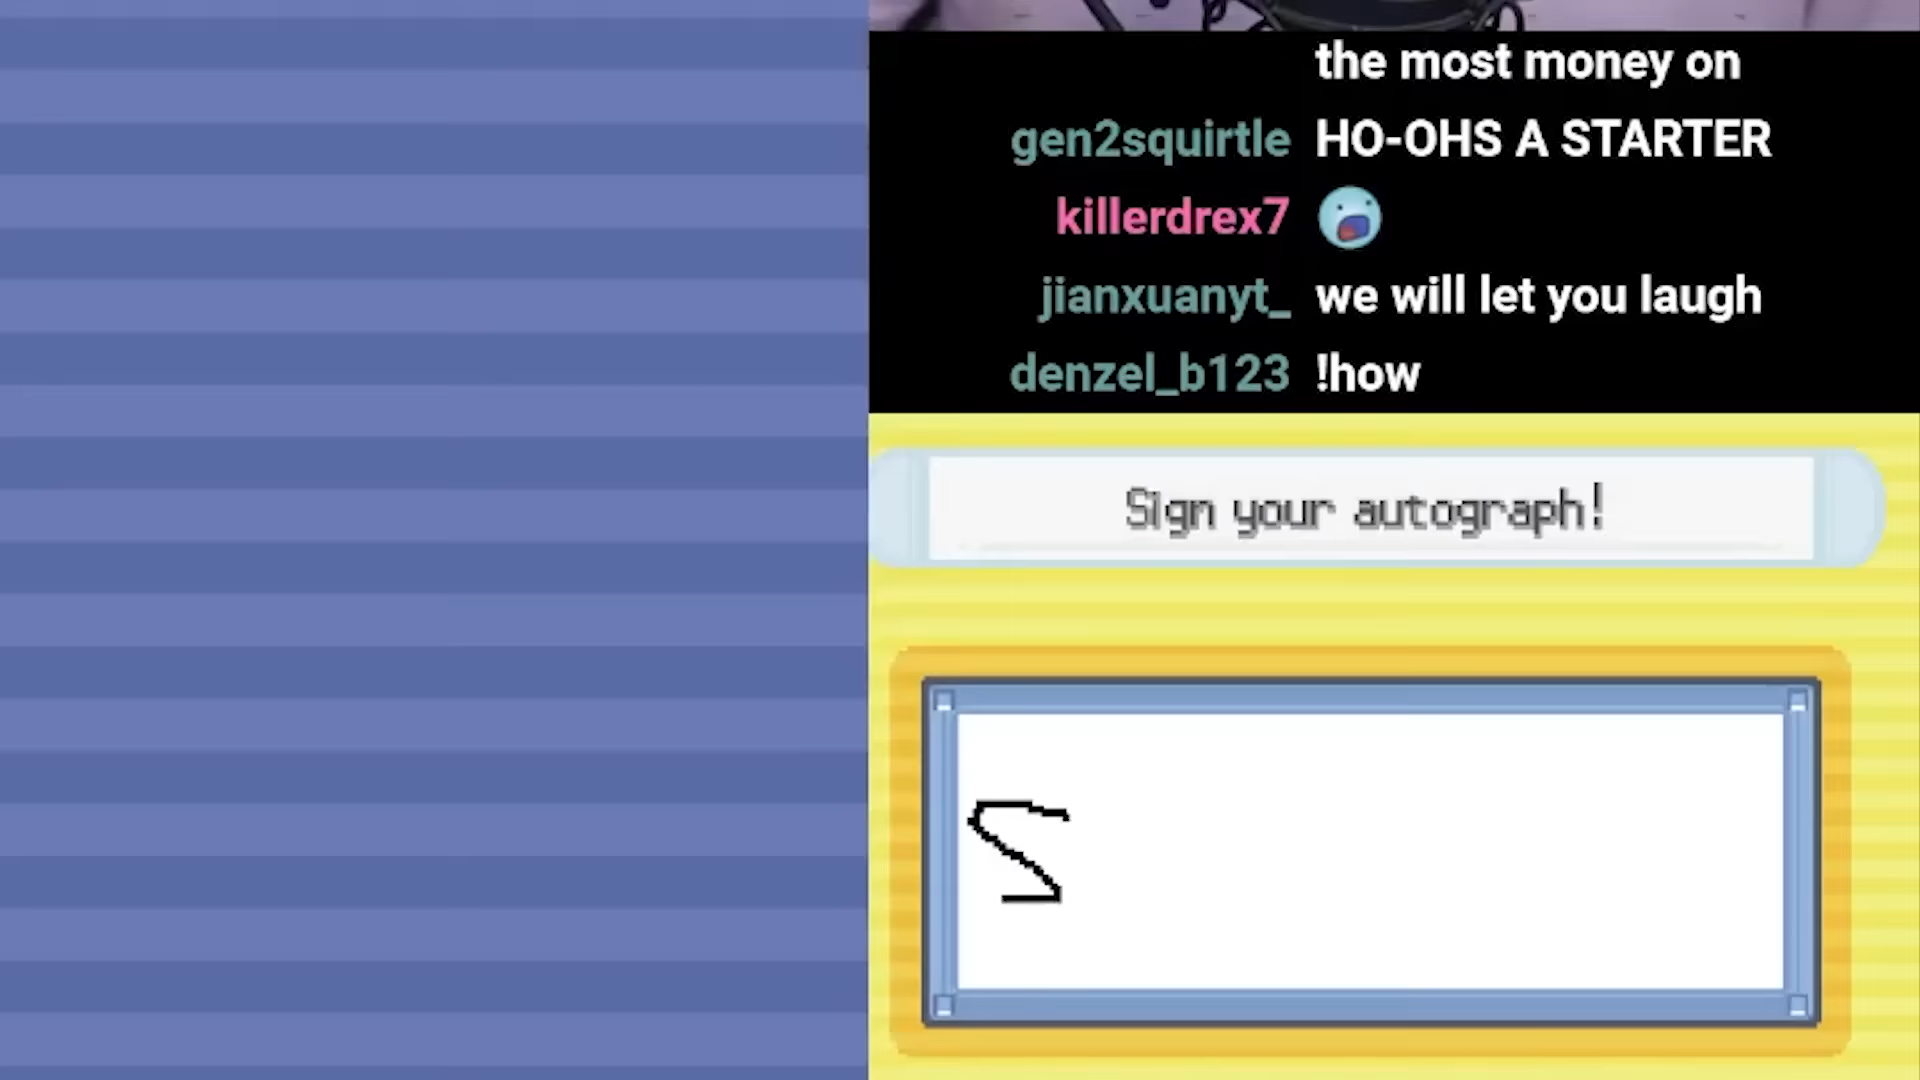 the most money on
gen2squirtle HO-OHS A STARTER
killerdrex7
jianxuanyt_ we will let you laugh
denzel_b123 !how
Sign your autograph!
S